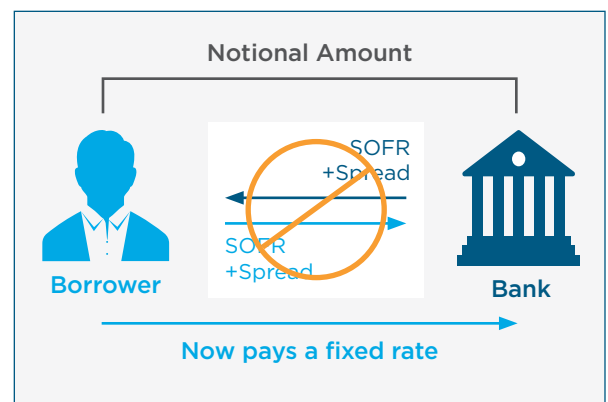 Notional Amount
SOFR
+Spread
SOFR
+Spread
Borrower
Bank
Now pays a fixed rate